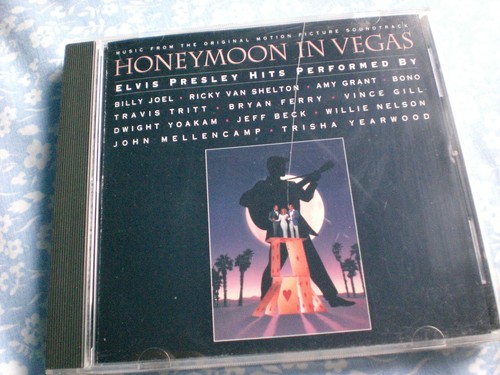 MUSIC FROM THE ORIGINAL MOTION PICTURE SOUNDTRACK
HONEYMOON IN VEGAS
ELVIS PRESLEY HITS PERFORMED BY
BILLY JOEL · RICKY VAN SHELTON · AMY GRANT · BONO
TRAVIS TRITT · BRYAN FERRY · VINCE GILL
DWIGHT YOAKAM · JEFF BECK · WILLIE NELSON
JOHN MELLENCAMP · TRISHA YEARWOOD